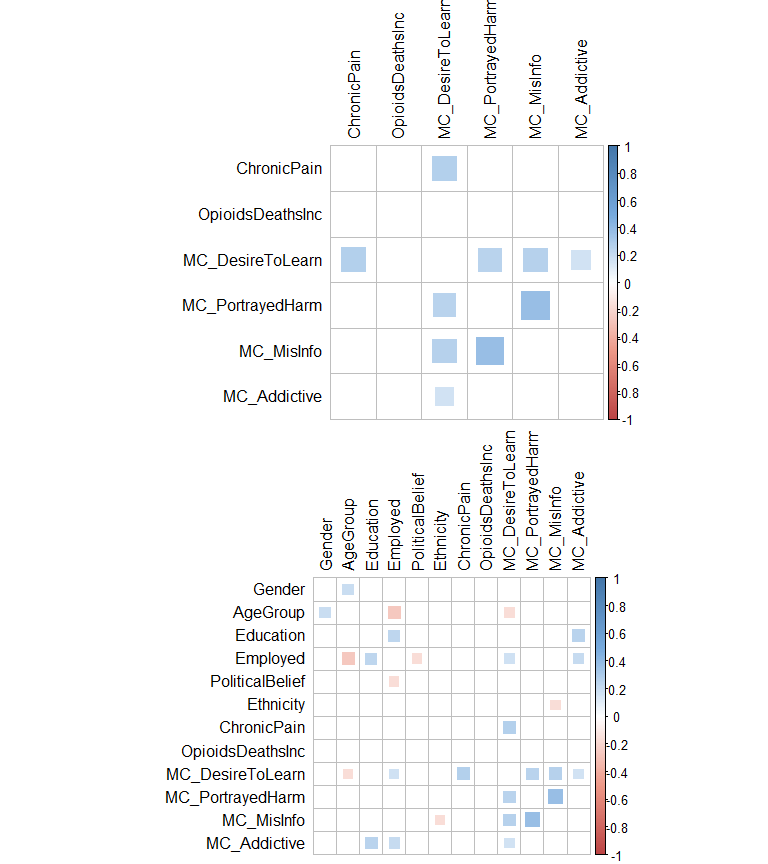 ChronicPain
OpioidsDeathsInc
MC_DesireToLearn
MC_PortrayedHarm
MC_MisInfo
MC_Addictive
ChronicPain
OpioidsDeathsInc
MC_DesireToLearn
MC_PortrayedHarm
MC_MisInfo
MC_Addictive
1
0.8
0.6
0.4
0.2
0
-0.2
-0.4
-0.6
-0.8
-1
Gender
AgeGroup
Education
Employed
PoliticalBelief
Ethnicity
ChronicPain
OpioidsDeathsInc
MC_DesireToLearn
MC_PortrayedHarm
MC_MisInfo
MC_Addictive
Gender
AgeGroup
Education
Employed
PoliticalBelief
Ethnicity
ChronicPain
OpioidsDeathsInc
MC_DesireToLearn
MC_PortrayedHarm
MC_MisInfo
MC_Addictive
1
0.8
0.6
0.4
0.2
0
-0.2
-0.4
-0.6
-0.8
-1